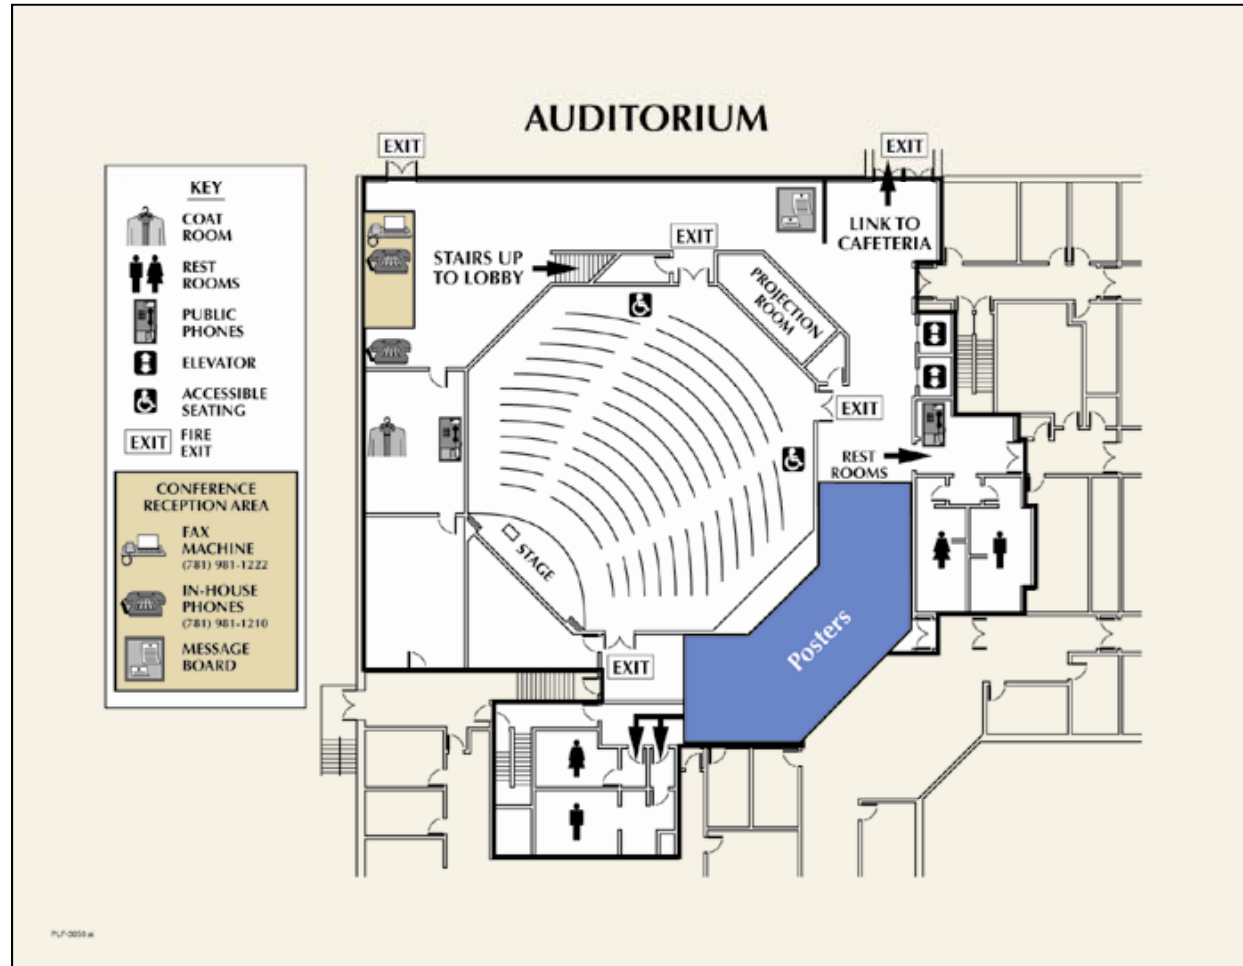 AUDITORIUM
EXIT
EXIT
KEY
COAT
ROOM
REST
ROOMS
PUBLIC
PHONES
ELEVATOR
ACCESSIBLE
SEATING
EXIT
FIRE
EXIT
CONFERENCE
RECEPTION AREA
FAX
MACHINE
(781) 981-1222
IN-HOUSE
PHONES
(781) 981-1210
MESSAGE
BOARD
LINK TO
CAFETERIA
EXIT
STAIRS UP
TO LOBBY
PROJECTION
ROOM
EXIT
REST
ROOMS
STAGE
Posters
EXIT